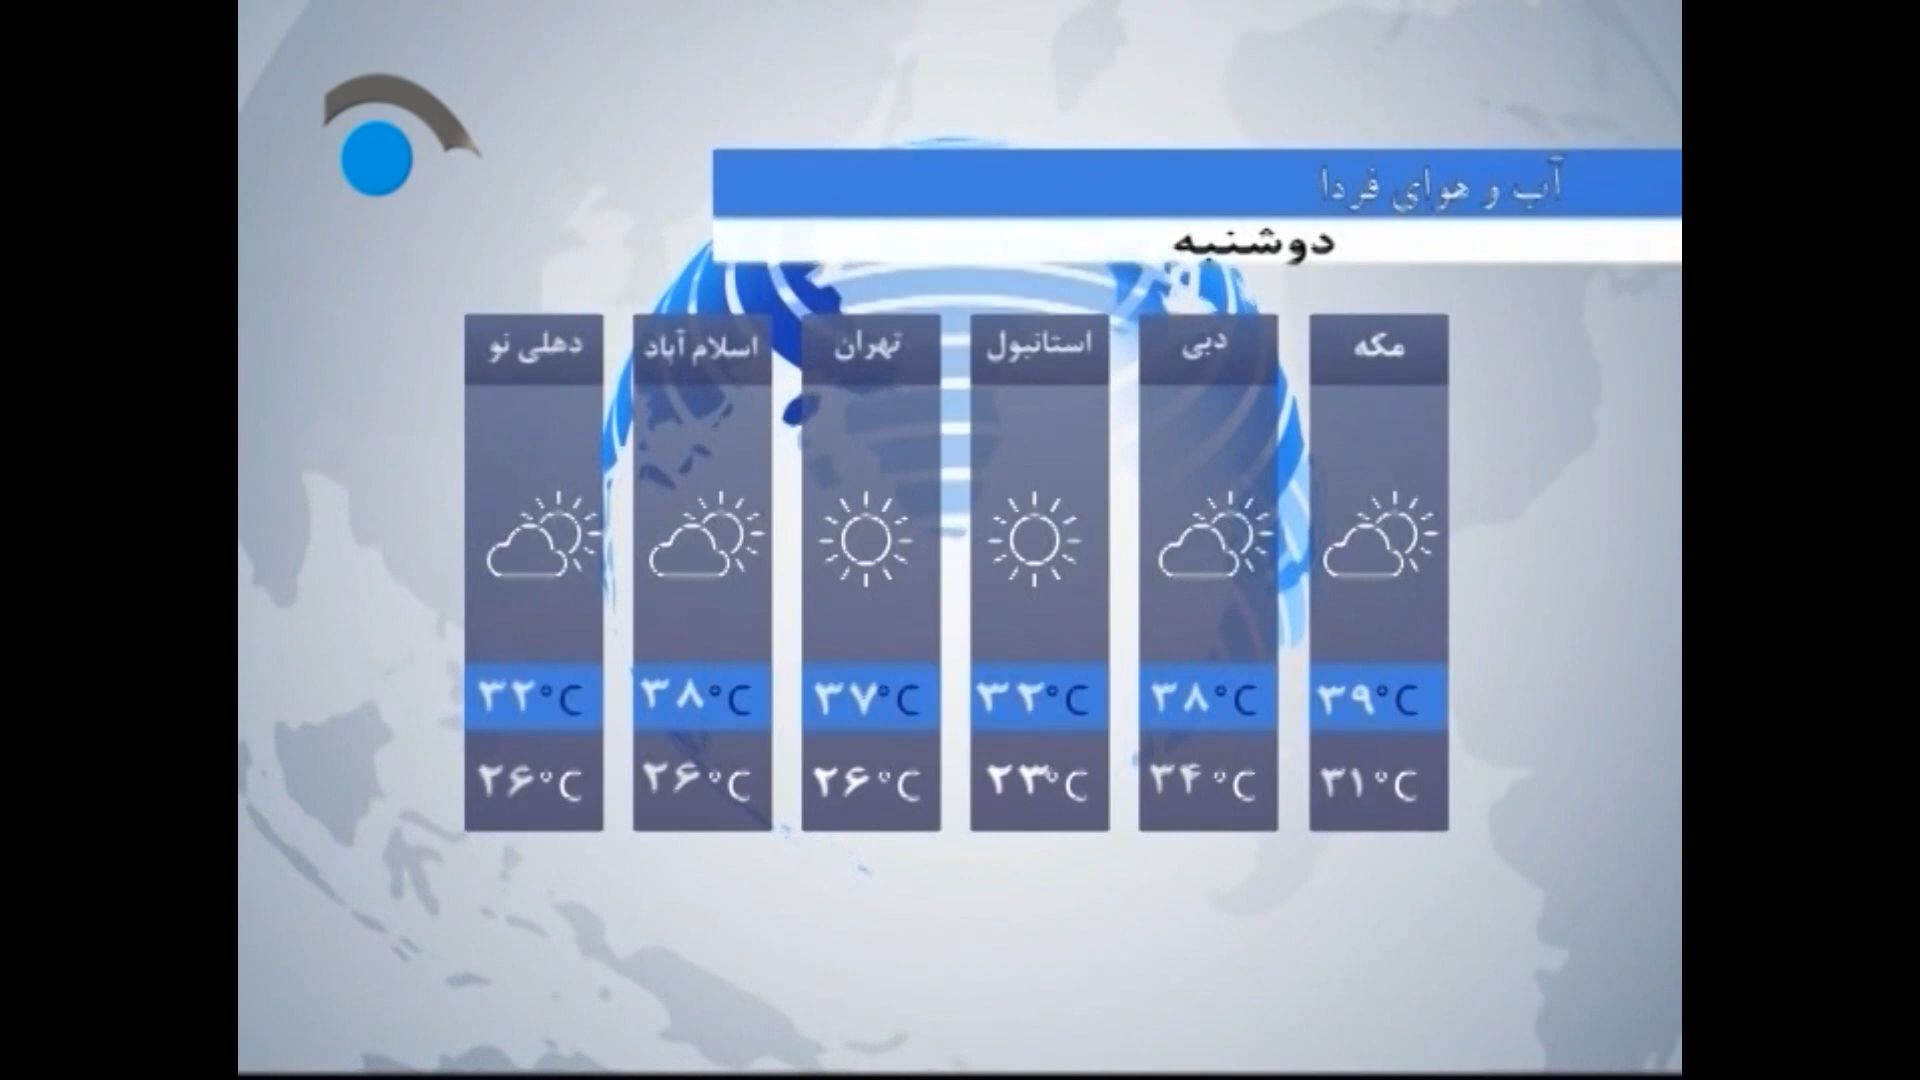 آب و هوای فردا
دوشنبه
مکه دبی استانبول تهران اسلام آباد دهلی نو
۳۹°C ۳۸°C ۳۲°C ۳۷°C ۳۸°C ۳۲°C
۳۱°C ۳۴°C ۲۳°C ۲۶°C ۲۶°C ۲۶°C